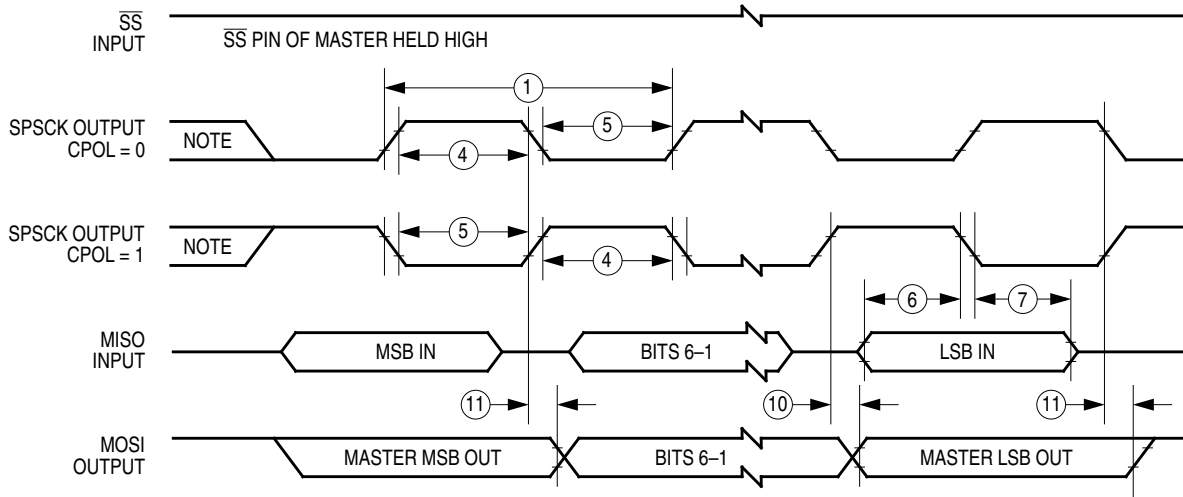 S̅S̅
INPUT
S̅S̅ PIN OF MASTER HELD HIGH
1
SPSCK OUTPUT
CPOL = 0
NOTE
5
4
SPSCK OUTPUT
CPOL = 1
NOTE
5
4
6
7
MISO
INPUT
MSB IN
BITS 6–1
LSB IN
11
10
11
MOSI
OUTPUT
MASTER MSB OUT
BITS 6–1
MASTER LSB OUT